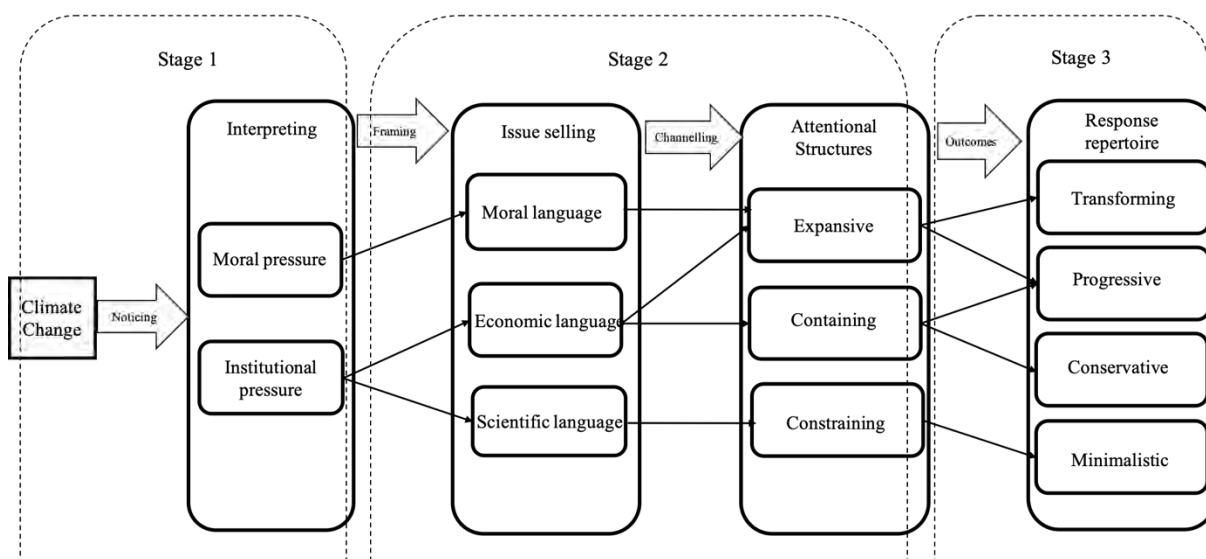 Stage 1
Stage 2
Stage 3
Climate
Change
Noticing
Interpreting
Moral pressure
Institutional
pressure
Framing
Issue selling
Moral language
Economic language
Scientific language
Channelling
Attentional
Structures
Expansive
Containing
Constraining
Outcomes
Response
repertoire
Transforming
Progressive
Conservative
Minimalistic